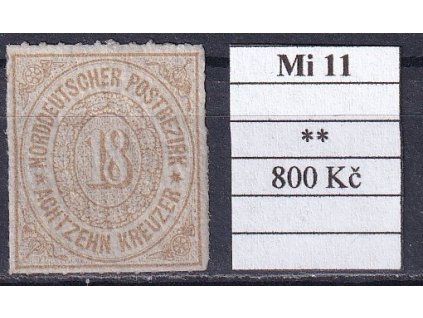 NORDDEUTSCHER POSTBEZIRK
18
ACHTZEHN KREUZER
Mi 11
**
800 Kč